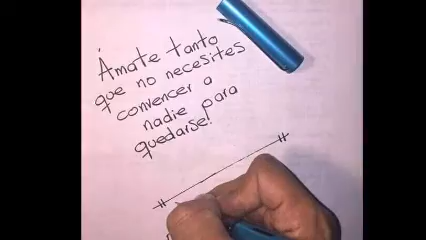 Ámate tanto
que no necesites
convencer a
nadie para
quedarse!